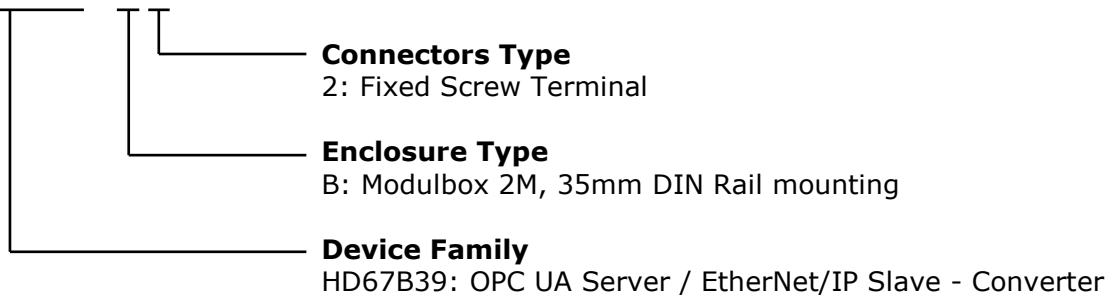 Connectors Type
2: Fixed Screw Terminal
Enclosure Type
B: Modulbox 2M, 35mm DIN Rail mounting
Device Family
HD67B39: OPC UA Server / EtherNet/IP Slave - Converter